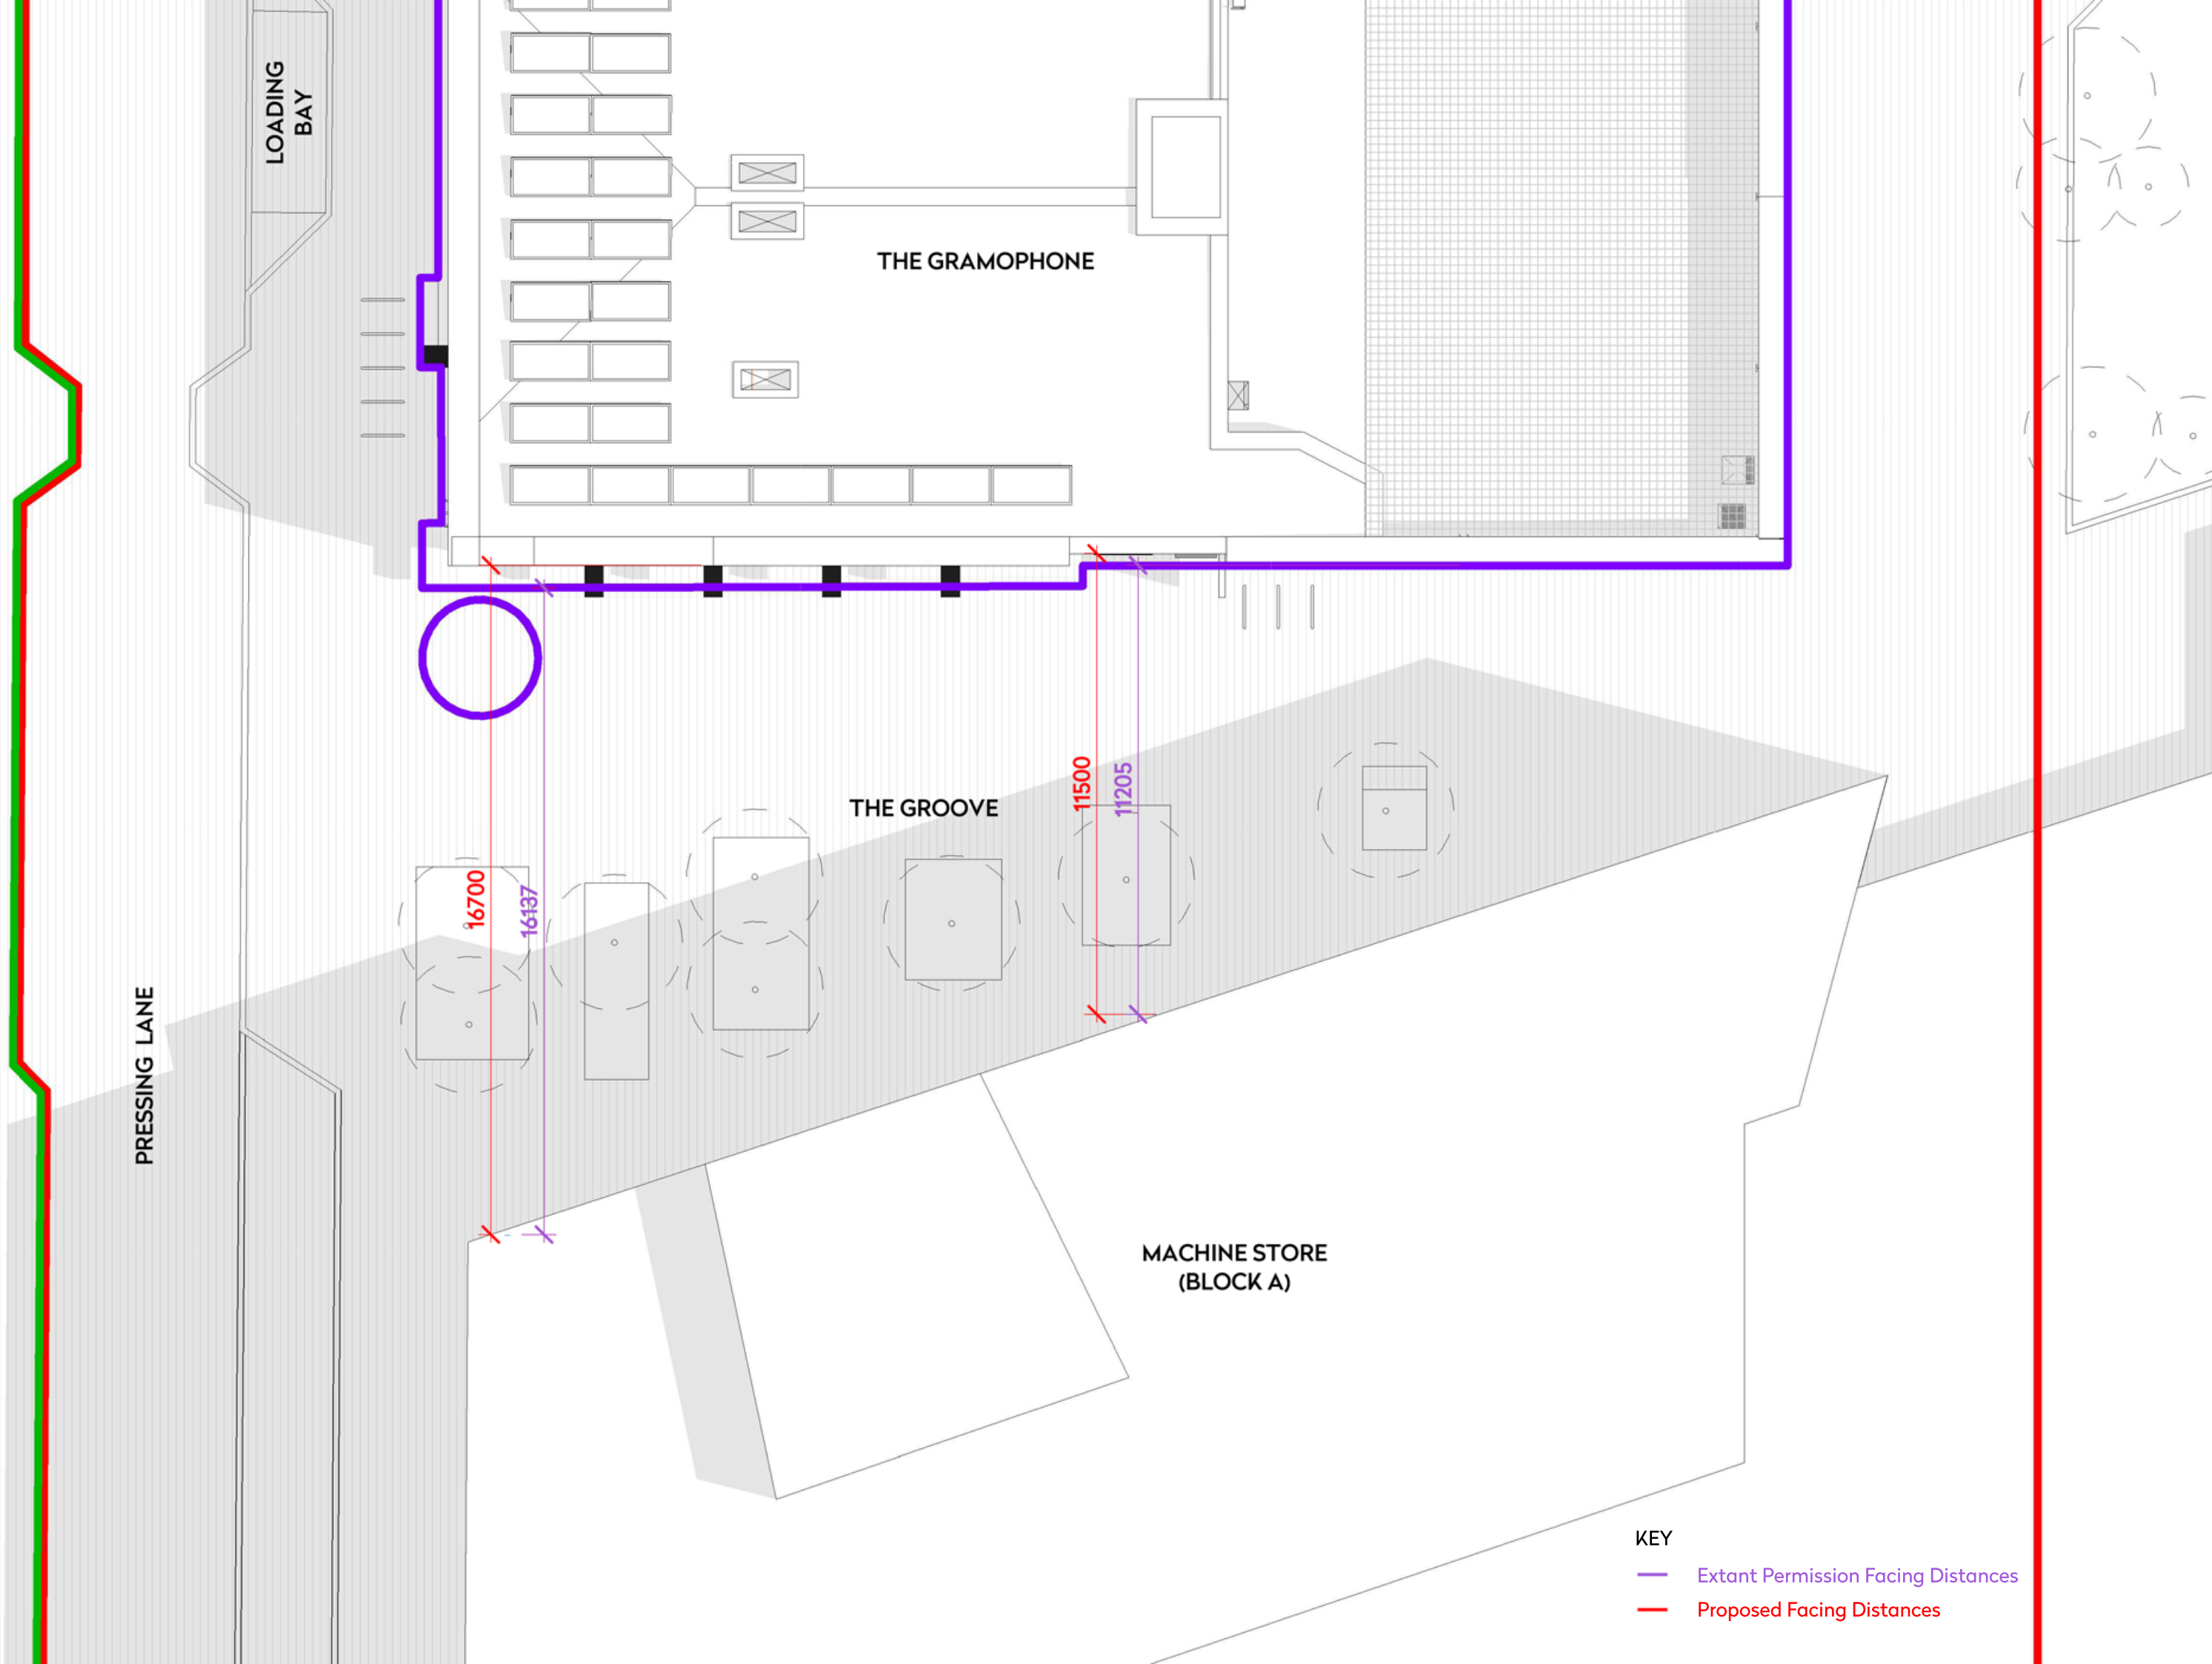 LOADING
BAY
THE GRAMOPHONE
11500
11205
THE GROOVE
16700
16137
PRESSING LANE
MACHINE STORE
(BLOCK A)
KEY
Extant Permission Facing Distances
Proposed Facing Distances